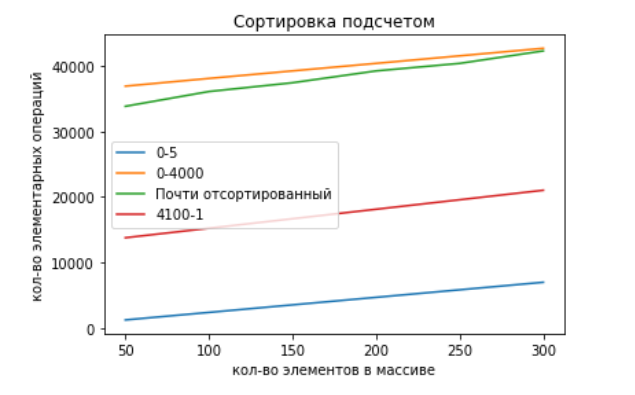 Сортировка подсчетом
кол-во элементарных операций
40000
30000
20000
10000
0
0-5
0-4000
Почти отсортированный
4100-1
50 100 150 200 250 300
кол-во элементов в массиве